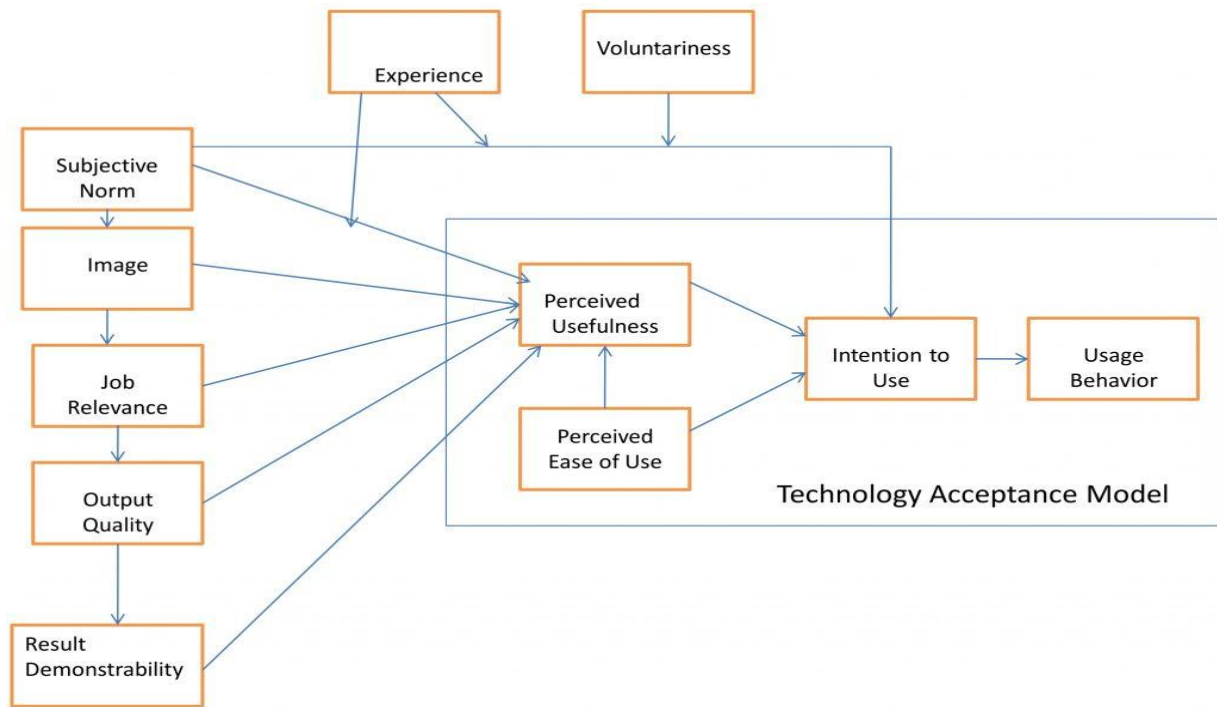 Voluntariness
Experience
Subjective
Norm
Image
Job
Relevance
Output
Quality
Result
Demonstrability
Perceived
Usefulness
Perceived
Ease of Use
Intention to
Use
Usage
Behavior
Technology Acceptance Model